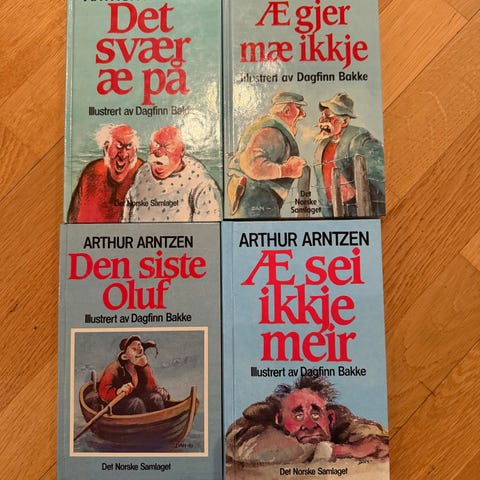 Det
svær
æ på
Illustrert av Dagfinn Bakke
Det Norske Samlaget
Æ gjer
mæ ikkje
Illustrert av Dagfinn Bakke
DAN -
Det
Norske
Samlaget
ARTHUR ARNTZEN
Den siste
Oluf
Illustrert av Dagfinn Bakke
Det Norske Samlaget
ARTHUR ARNTZEN
Æ sei
ikkje
meir
Illustrert av Dagfinn Bakke
Det Norske Samlaget